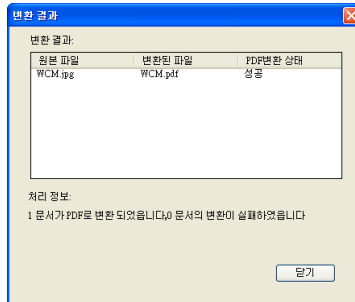 변환 결과
변환 결과:
원본 파일 변환된 파일 PDF변환 상태
WCM.jpg WCM.pdf 성공
처리 정보:
1 문서가 PDF로 변환 되었읍니다,0 문서의 변환이 실패하였읍니다
닫기